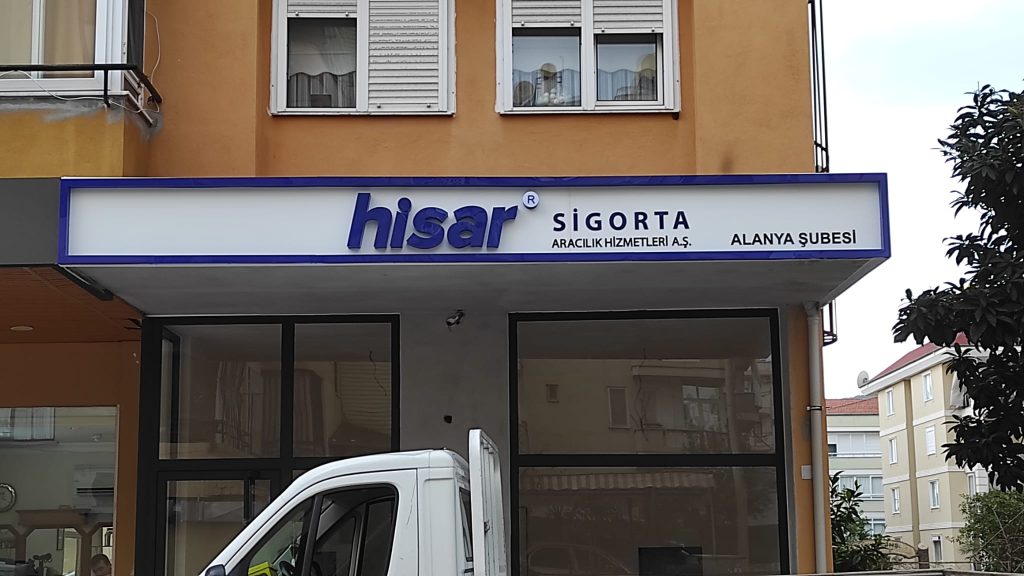 hisar ® SİGORTA
ARACILIK HİZMETLERİ A.Ş.
ALANYA ŞUBESİ